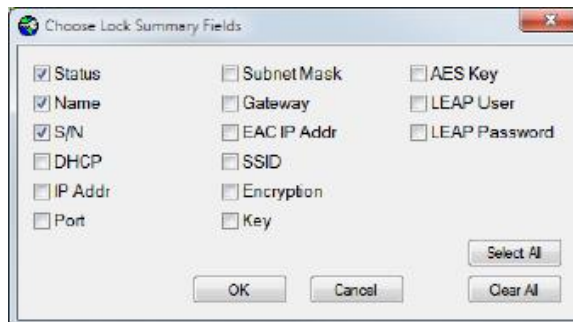 Choose Lock Summary Fields
Status
Name
S/N
DHCP
IP Addr
Port
Subnet Mask
Gateway
EAC IP Addr
SSID
Encryption
Key
AES Key
LEAP User
LEAP Password
Select All
OK
Cancel
Clear All